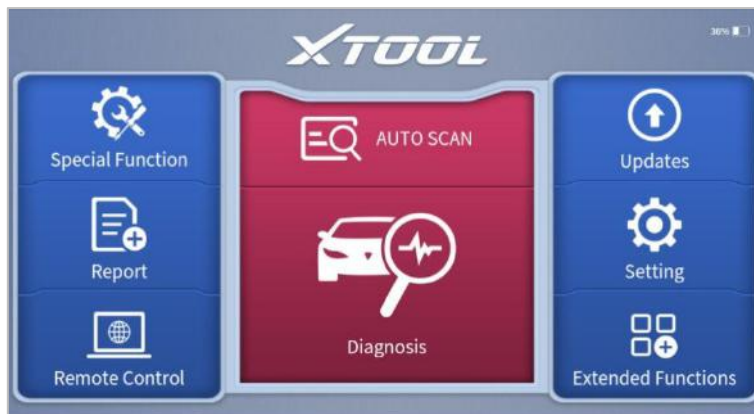 XTOOL
36%
Special Function
AUTO SCAN
Updates
Report
Diagnosis
Setting
Remote Control
Extended Functions